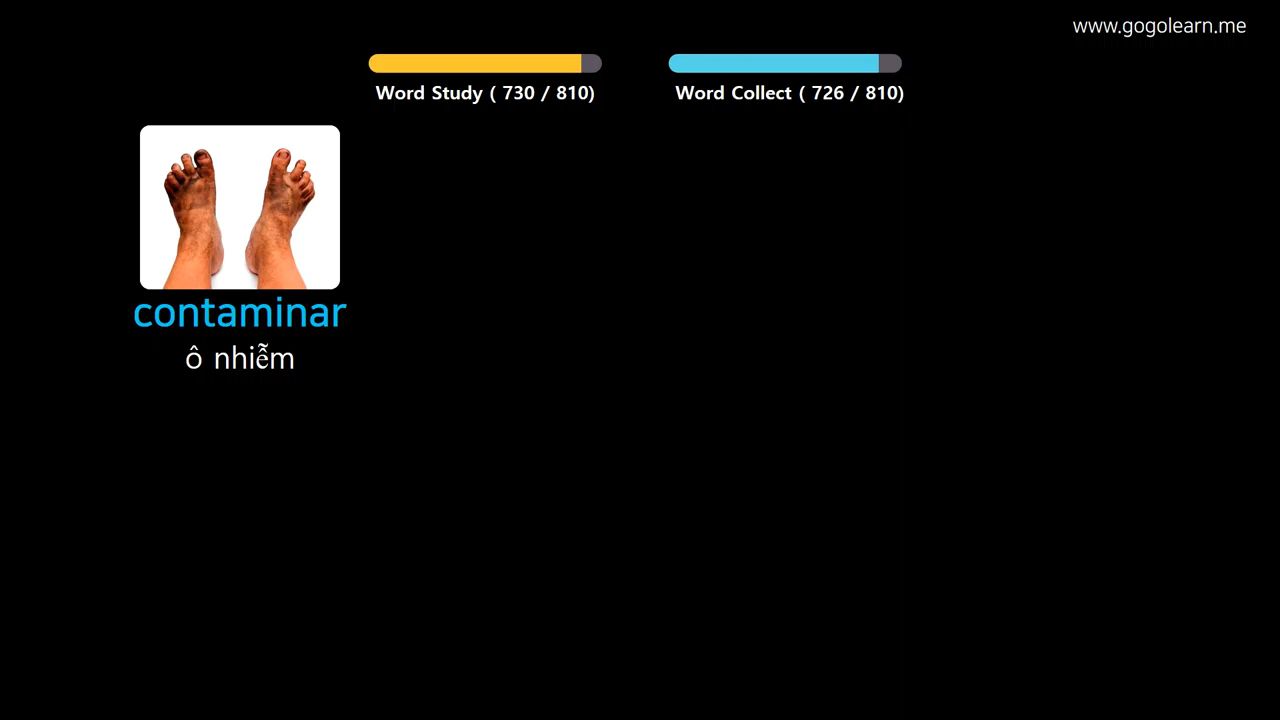 www.gogolearn.me
Word Study ( 730 / 810)
Word Collect ( 726 / 810)
contaminar
ô nhiễm